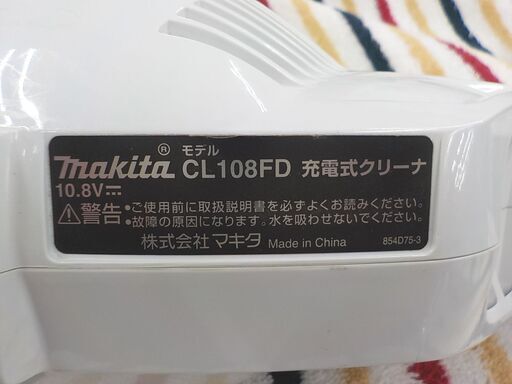 makita® モデル CL108FD 充電式クリーナ
10.8V⎓
⚠警告 •ご使用前に取扱説明書を必ずよくお読みください。
•故障の原因になります。水を吸わせないでください。
株式会社 マキタ Made in China 854D75-3